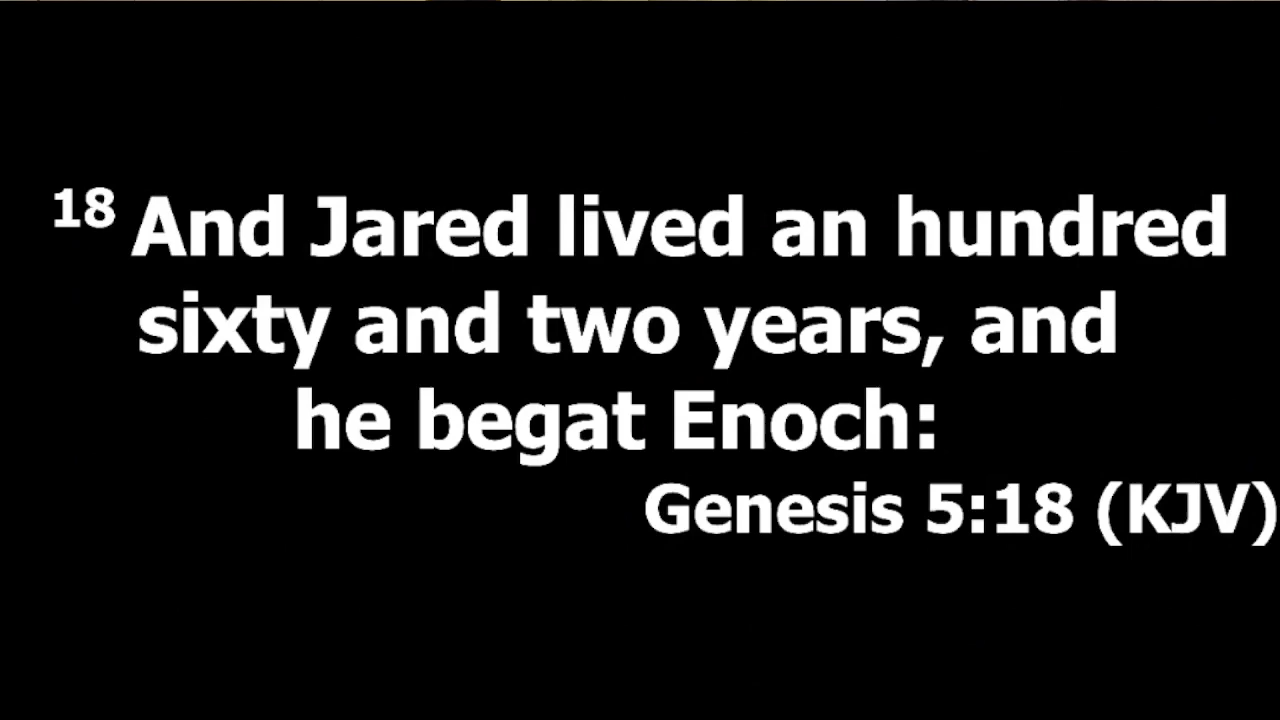 18 And Jared lived an hundred
sixty and two years, and
he begat Enoch:
Genesis 5:18 (KJV)